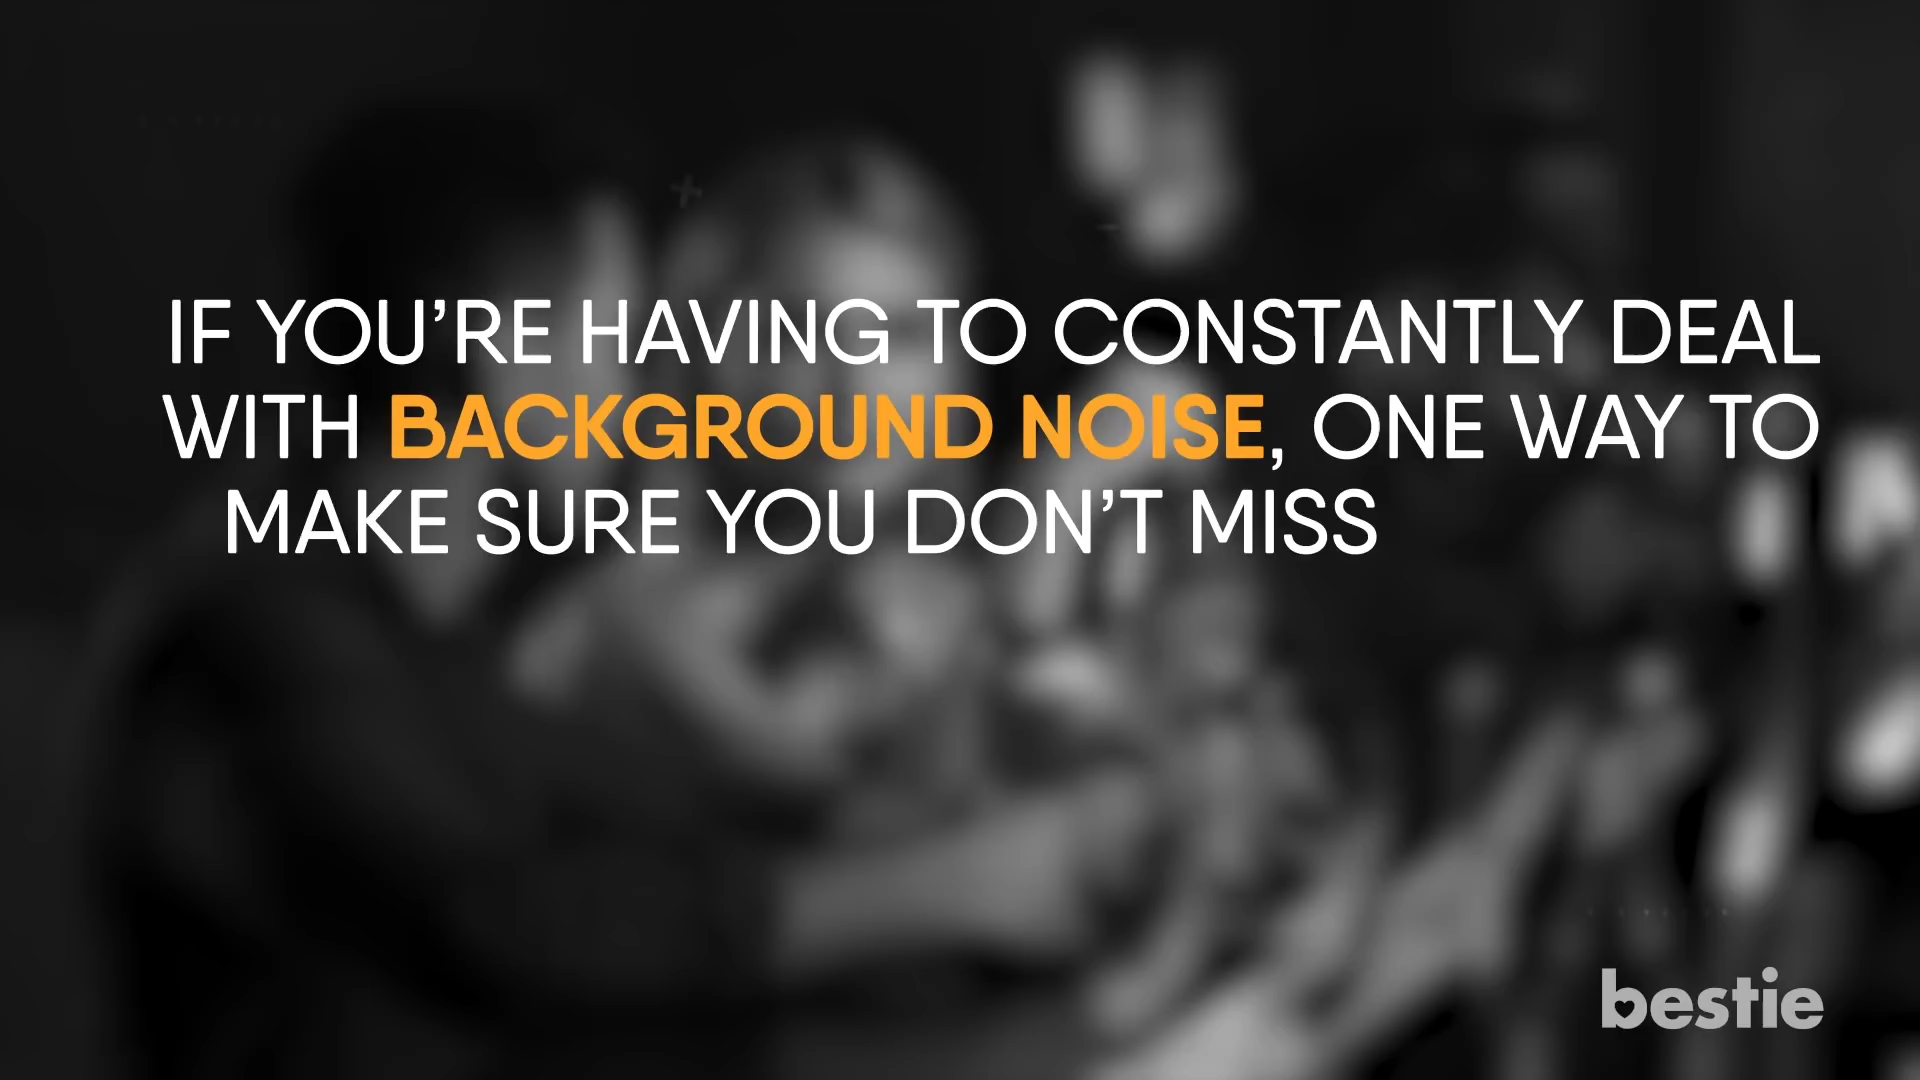 IF YOU’RE HAVING TO CONSTANTLY DEAL
WITH BACKGROUND NOISE, ONE WAY TO
MAKE SURE YOU DON’T MISS
bestie